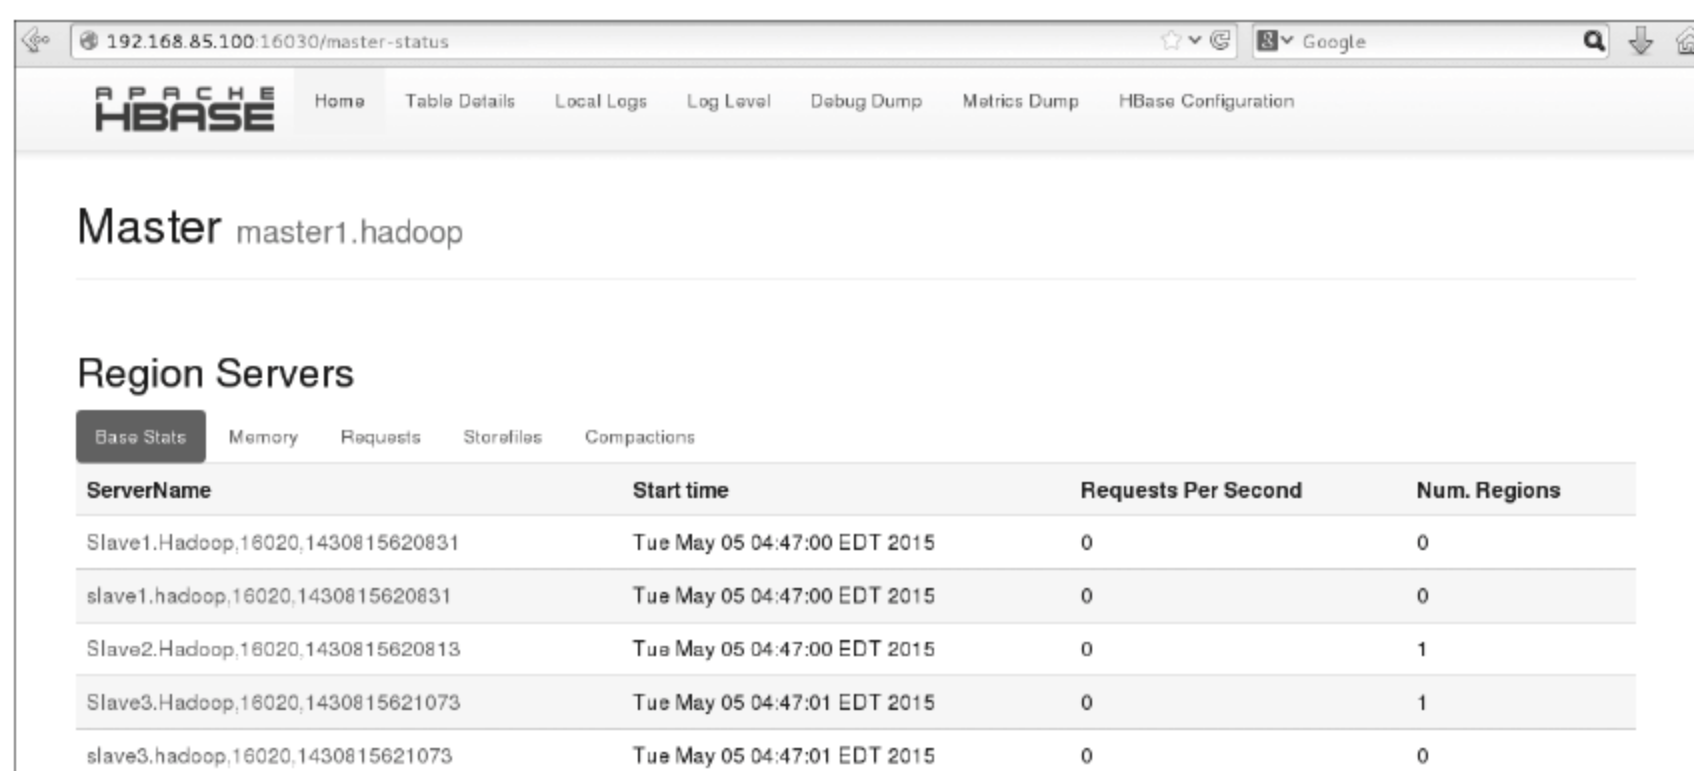 192.168.85.100:16030/master-status Google
APACHE HBASE Home Table Details Local Logs Log Level Debug Dump Metrics Dump HBase Configuration
Master master1.hadoop
Region Servers
Base Stats Memory Requests Storefiles Compactions
ServerName Start time Requests Per Second Num. Regions
Slave1.Hadoop,16020,1430815620831 Tue May 05 04:47:00 EDT 2015 0 0
slave1.hadoop,16020,1430815620831 Tue May 05 04:47:00 EDT 2015 0 0
Slave2.Hadoop,16020,1430815620813 Tue May 05 04:47:00 EDT 2015 0 1
Slave3.Hadoop,16020,1430815621073 Tue May 05 04:47:01 EDT 2015 0 1
slave3.hadoop,16020,1430815621073 Tue May 05 04:47:01 EDT 2015 0 0